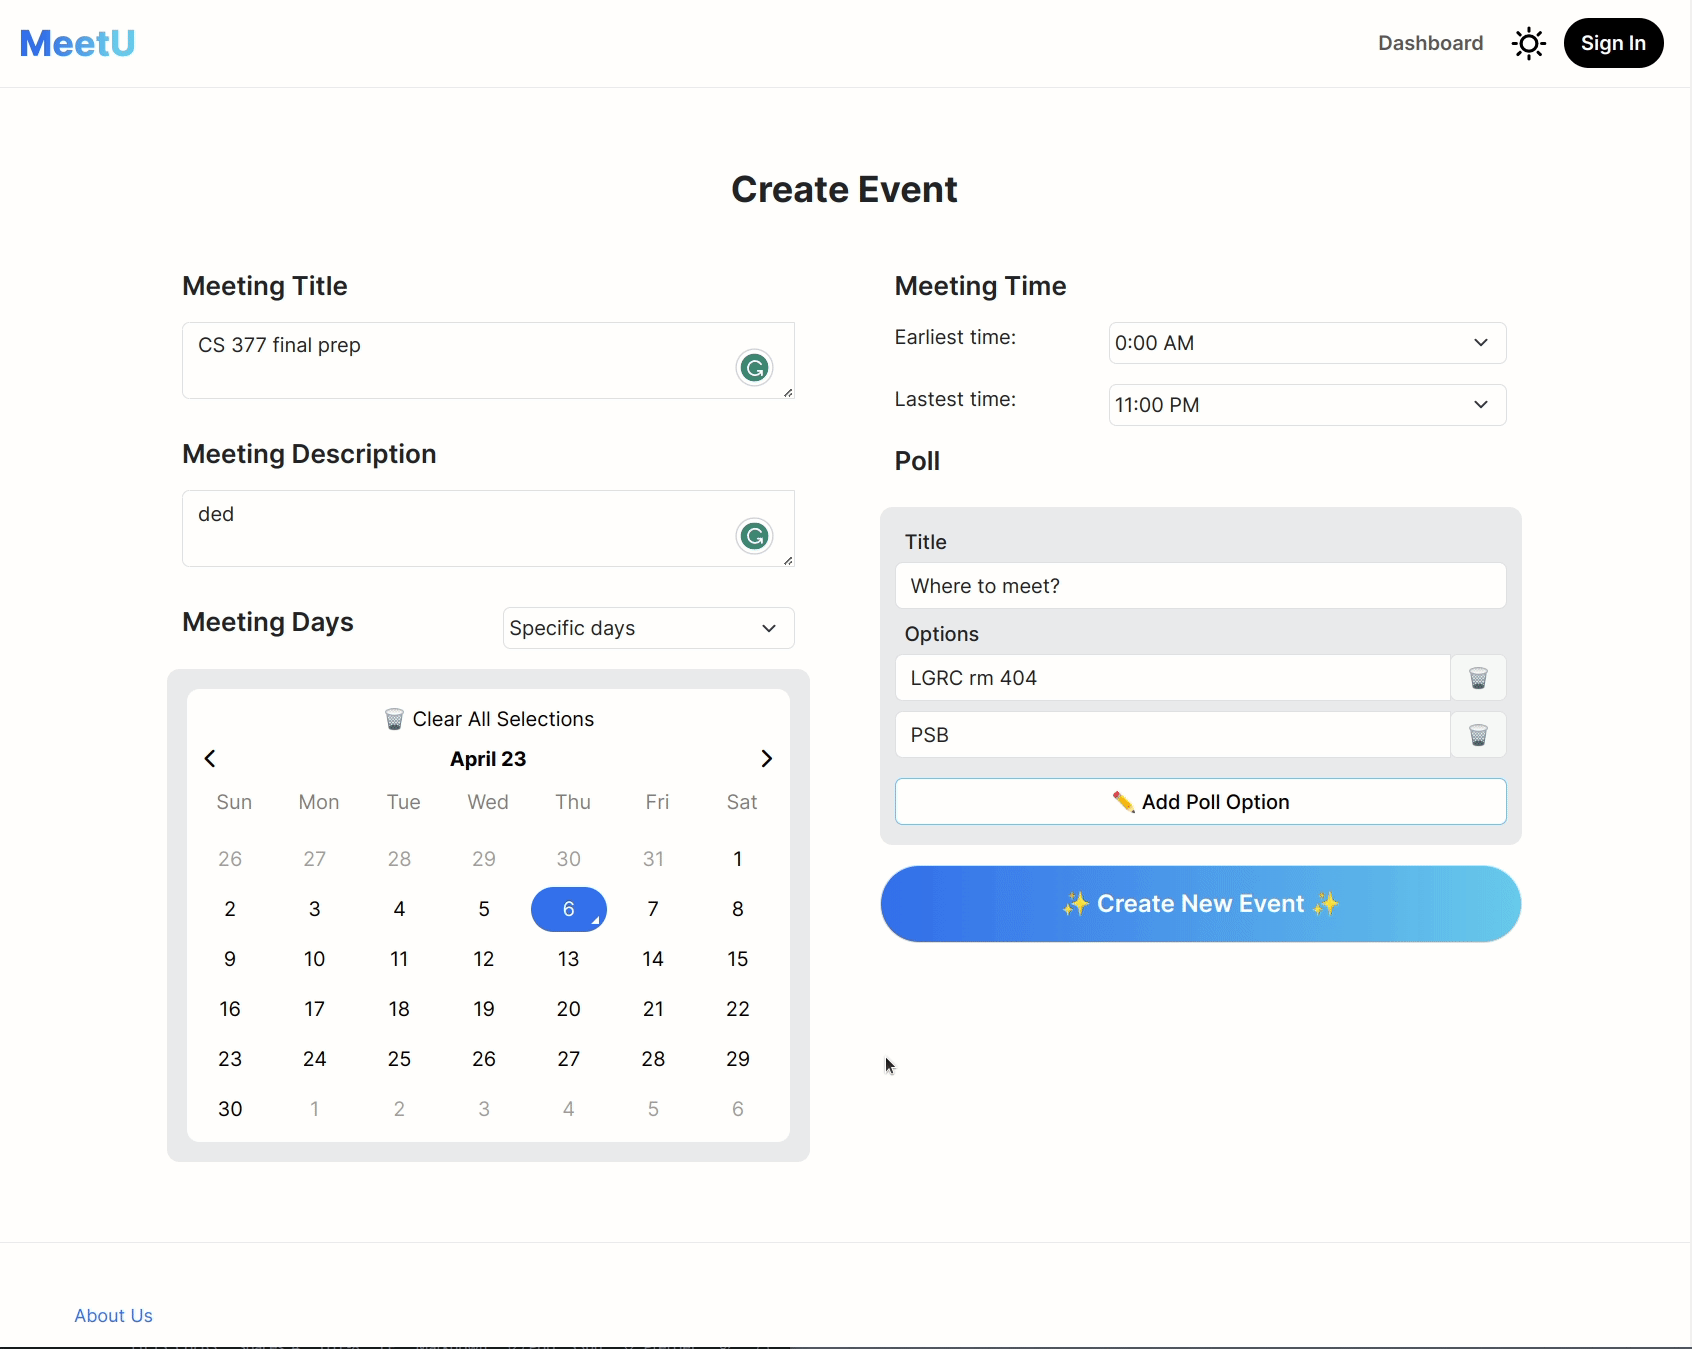 MeetU
Dashboard
Sign In
Create Event
Meeting Title
CS 377 final prep
Meeting Description
ded
Meeting Days
Specific days
🗑️ Clear All Selections
April 23
Sun Mon Tue Wed Thu Fri Sat
26 27 28 29 30 31 1
2 3 4 5 6 7 8
9 10 11 12 13 14 15
16 17 18 19 20 21 22
23 24 25 26 27 28 29
30 1 2 3 4 5 6
Meeting Time
Earliest time: 0:00 AM
Lastest time: 11:00 PM
Poll
Title
Where to meet?
Options
LGRC rm 404
PSB
✏️ Add Poll Option
✨ Create New Event ✨
About Us